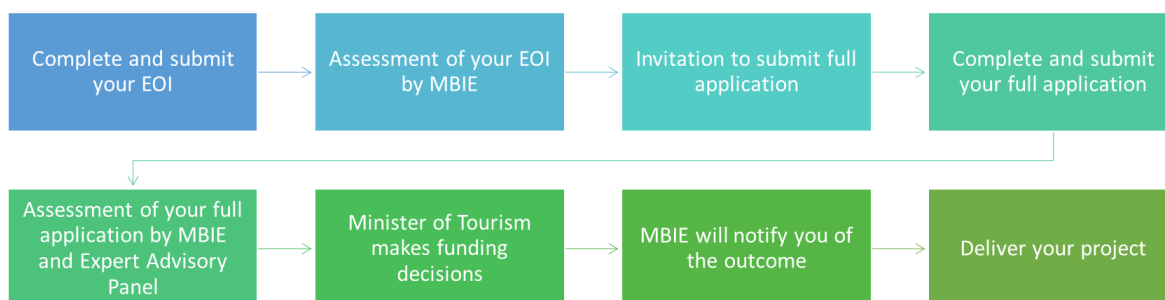 Complete and submit
your EOI
Assessment of your EOI
by MBIE
Invitation to submit full
application
Complete and submit
your full application
Assessment of your full
application by MBIE
and Expert Advisory
Panel
Minister of Tourism
makes funding
decisions
MBIE will notify you of
the outcome
Deliver your project